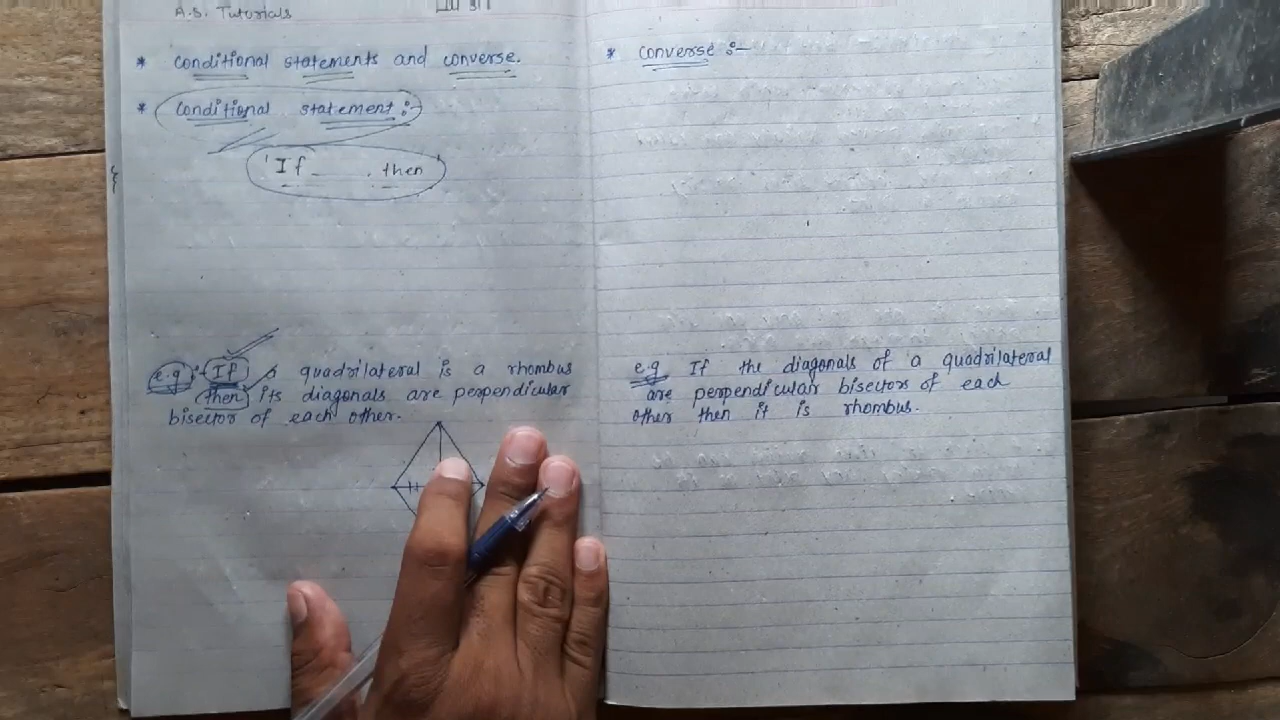 A.S. Tutorials
* conditional statements and converse.
* conditional statement :-
'If _ , then'
e.g :- If a quadrilateral is a rhombus
then its diagonals are perpendicular
bisector of each other.
* converse :-
e.g If the diagonals of a quadrilateral
are perpendicular bisectors of each
other then it is rhombus.